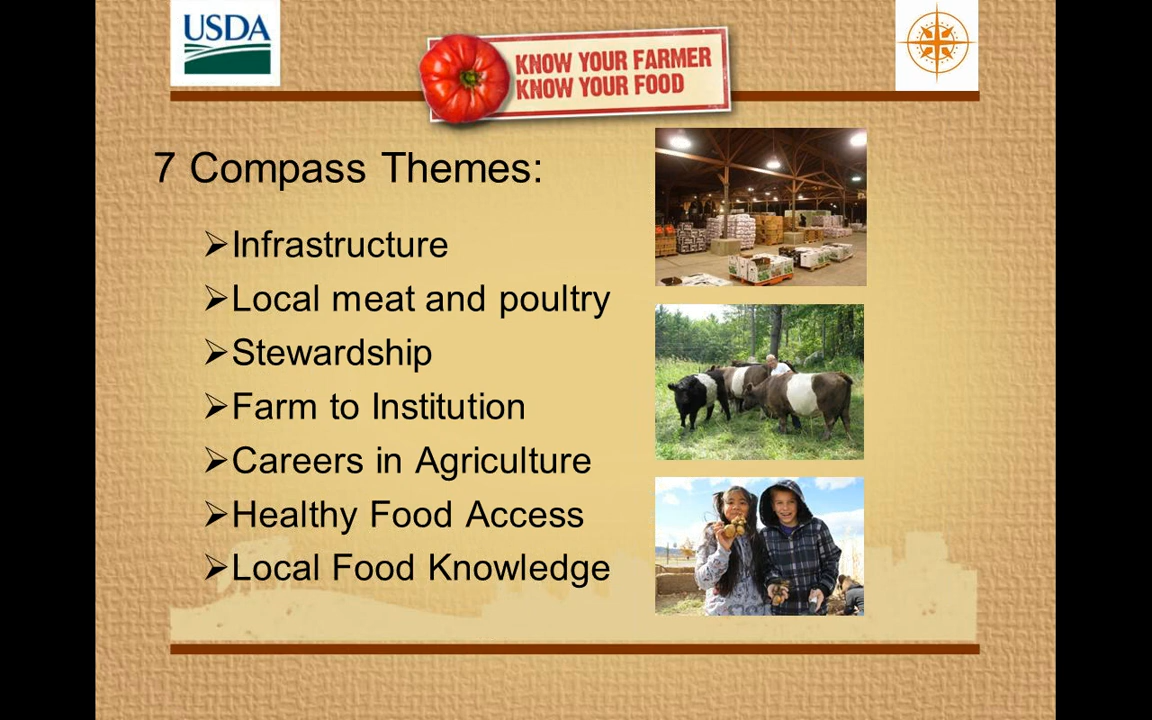 USDA
KNOW YOUR FARMER
KNOW YOUR FOOD
7 Compass Themes:
Infrastructure
Local meat and poultry
Stewardship
Farm to Institution
Careers in Agriculture
Healthy Food Access
Local Food Knowledge